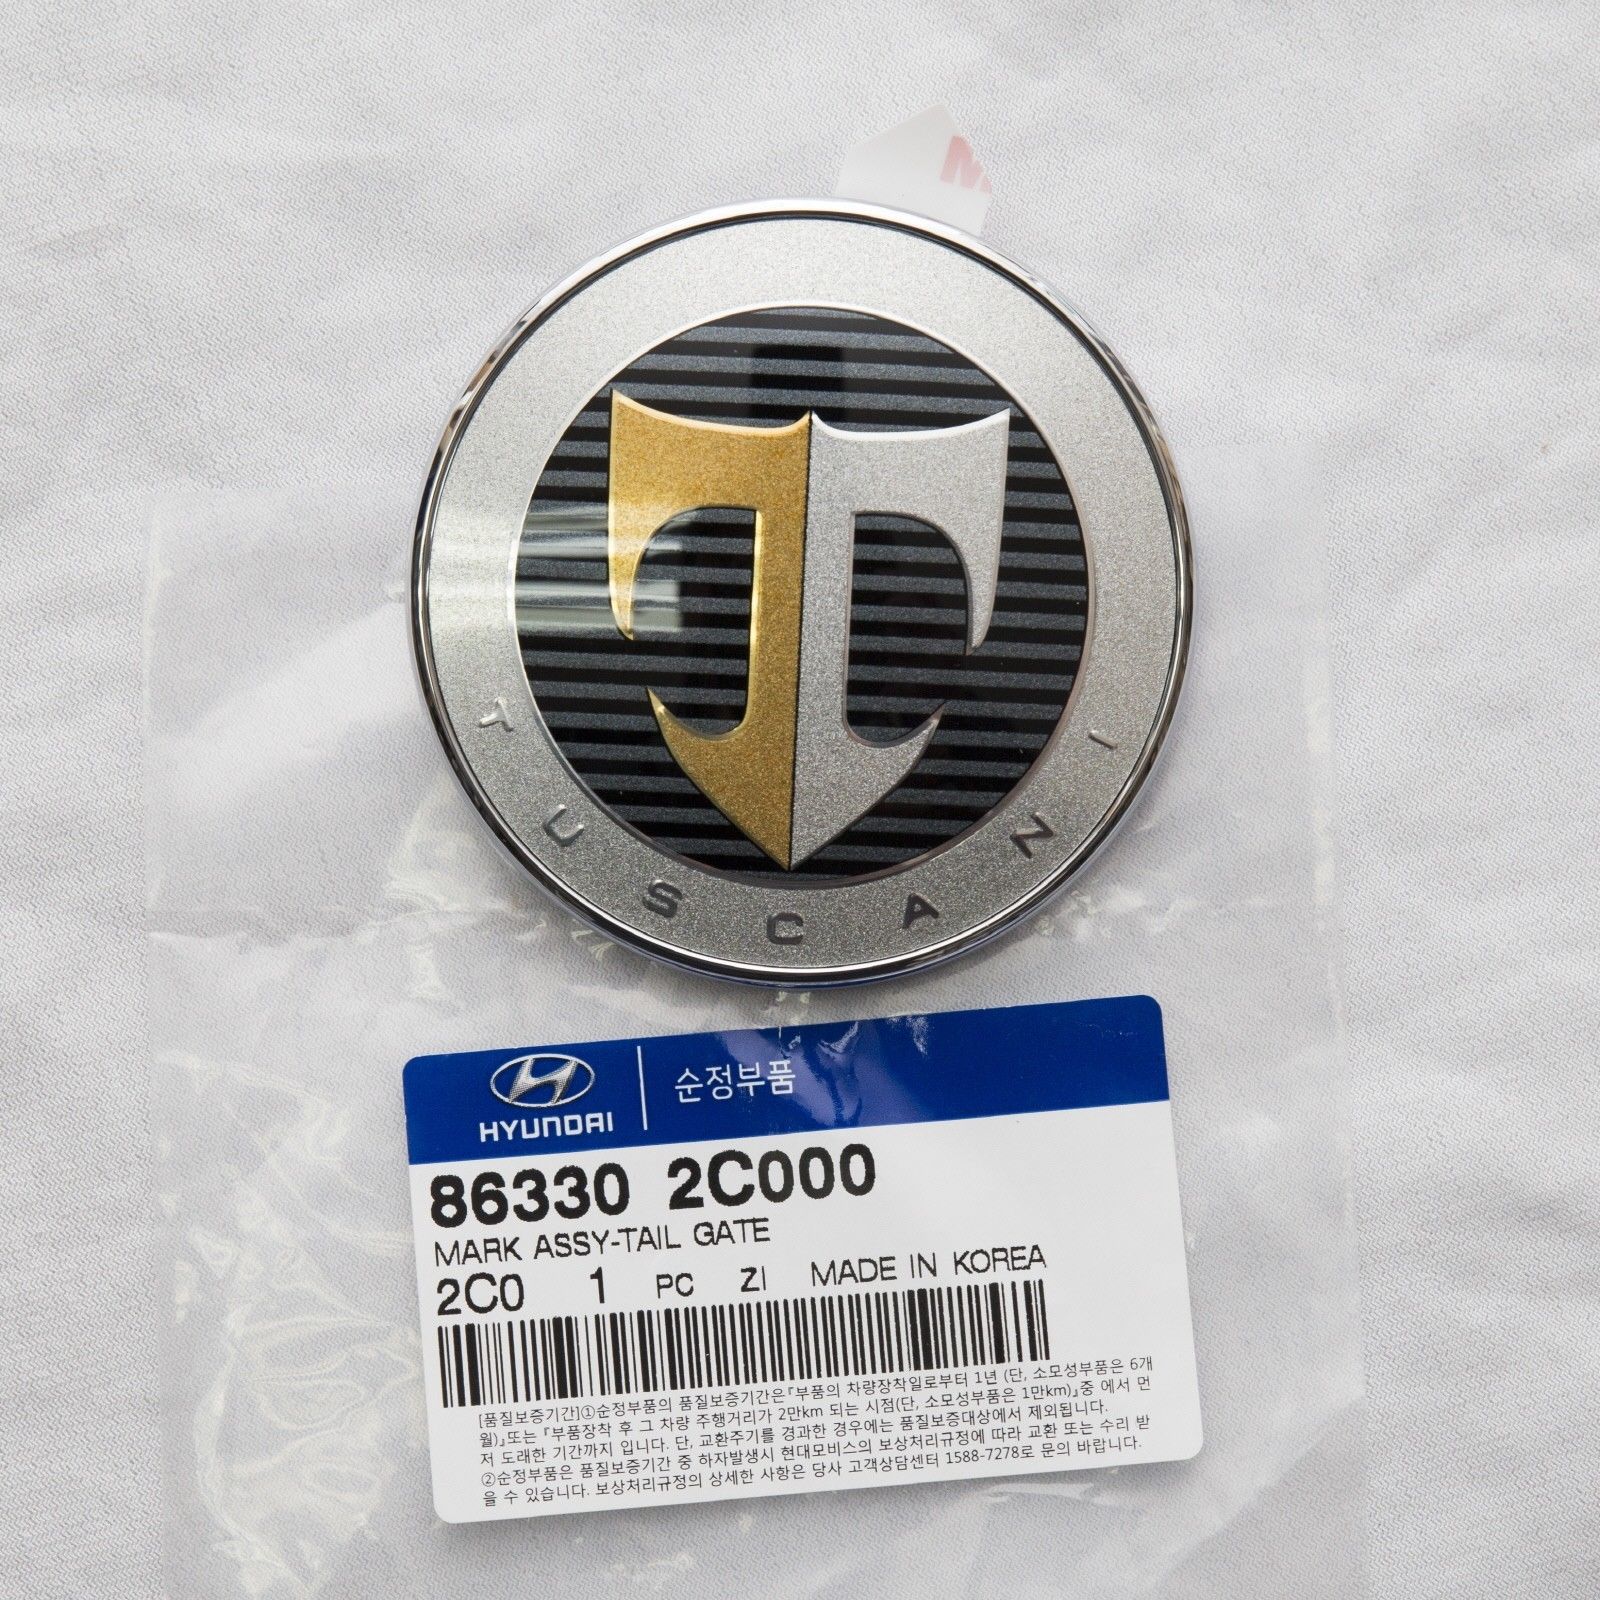 M
T
TUSCANI
HYUNDAI
순정부품
86330 2C000
MARK ASSY-TAIL GATE
2C0 1 PC ZI MADE IN KOREA
[품질보증기간]①순정부품의 품질보증기간은『부품의 차량장착일로부터 1년 (단, 소모성부품은 6개
월)』또는 『부품장착 후 그 차량 주행거리가 2만km 되는 시점(단, 소모성부품은 1만km)』중 에서 먼
저 도래한 기간까지 입니다. 단, 교환주기를 경과한 경우에는 품질보증대상에서 제외됩니다.
②순정부품은 품질보증기간 중 하자발생시 현대모비스의 보상처리규정에 따라 교환 또는 수리 받
을 수 있습니다. 보상처리규정의 상세한 사항은 당사 고객상담센터 1588-7278로 문의 바랍니다.